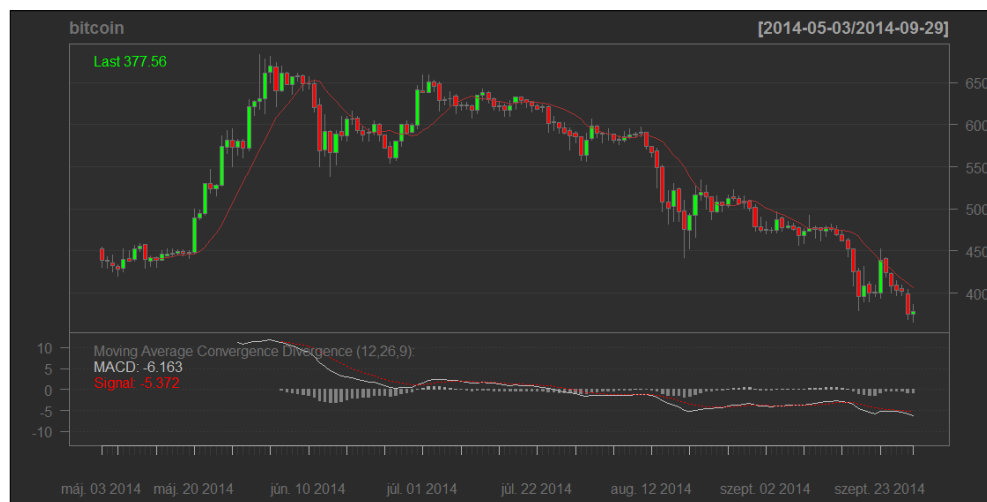 bitcoin [2014-05-03/2014-09-29]
Last 377.56
650
600
550
500
450
400
Moving Average Convergence Divergence (12,26,9):
MACD: -6.163
Signal: -5.372
10
5
0
-5
-10
máj. 03 2014 máj. 20 2014 jún. 10 2014 júl. 01 2014 júl. 22 2014 aug. 12 2014 szept. 02 2014 szept. 23 2014